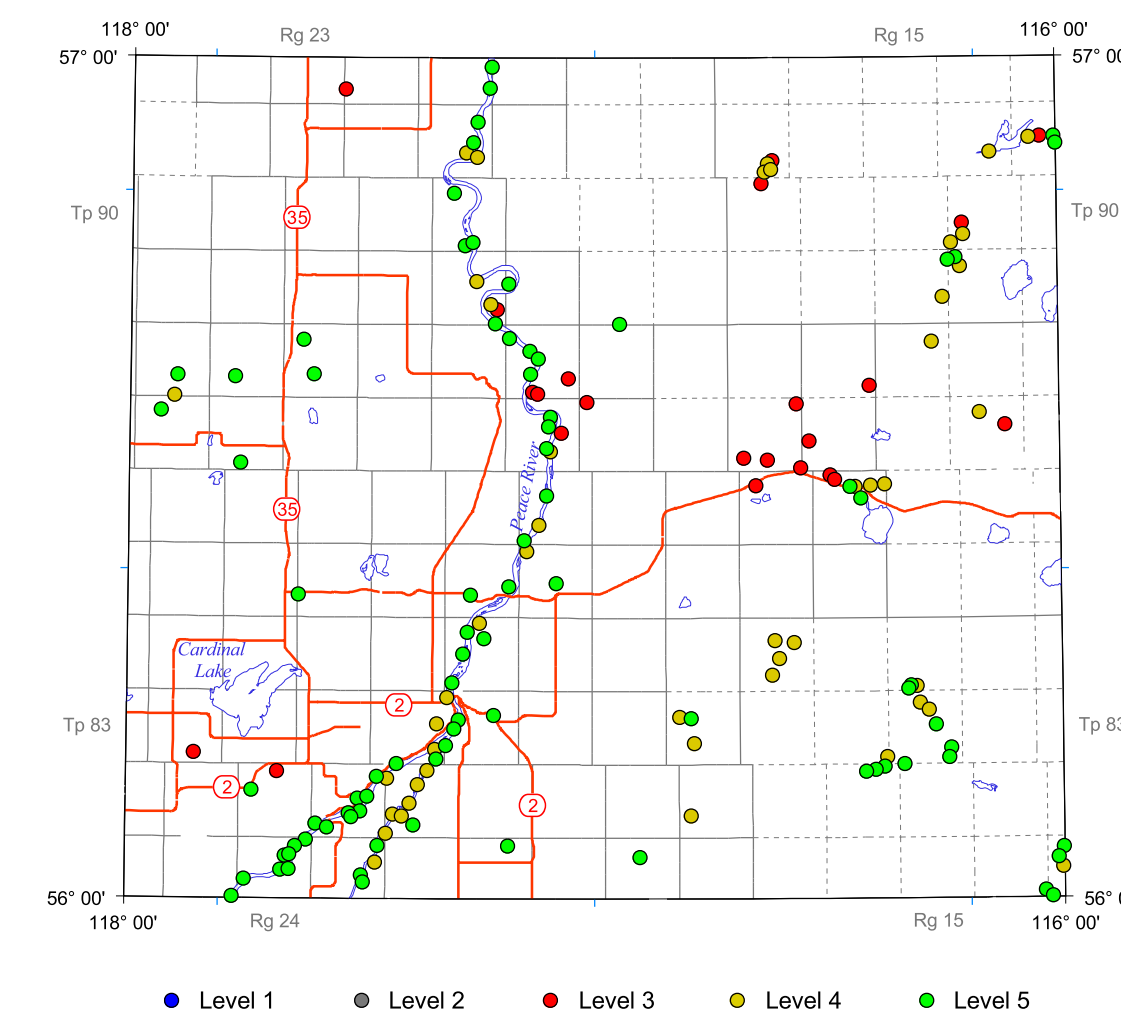 118° 00'
Rg 23
Rg 15
116° 00'
57° 00'
57° 00
Tp 90
35
Tp 90
Peace River
35
Cardinal
Lake
2
Tp 83
Tp 83
2
2
56° 00'
56° 0
118° 00'
Rg 24
Rg 15
116° 00'
Level 1
Level 2
Level 3
Level 4
Level 5